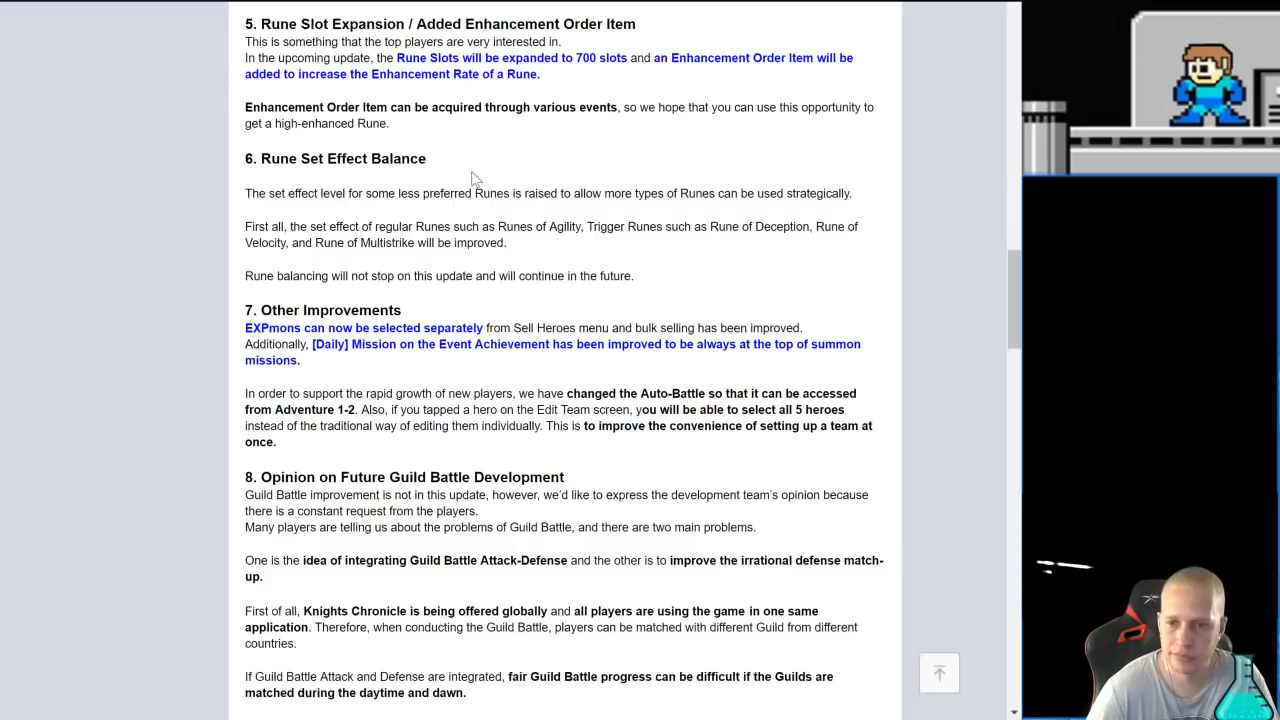 5. Rune Slot Expansion / Added Enhancement Order Item
This is something that the top players are very interested in.
In the upcoming update, the Rune Slots will be expanded to 700 slots and an Enhancement Order Item will be
added to increase the Enhancement Rate of a Rune.
Enhancement Order Item can be acquired through various events, so we hope that you can use this opportunity to
get a high-enhanced Rune.
6. Rune Set Effect Balance
The set effect level for some less preferred Runes is raised to allow more types of Runes can be used strategically.
First all, the set effect of regular Runes such as Runes of Agility, Trigger Runes such as Rune of Deception, Rune of
Velocity, and Rune of Multistrike will be improved.
Rune balancing will not stop on this update and will continue in the future.
7. Other Improvements
EXPmons can now be selected separately from Sell Heroes menu and bulk selling has been improved.
Additionally, [Daily] Mission on the Event Achievement has been improved to be always at the top of summon
missions.
In order to support the rapid growth of new players, we have changed the Auto-Battle so that it can be accessed
from Adventure 1-2. Also, if you tapped a hero on the Edit Team screen, you will be able to select all 5 heroes
instead of the traditional way of editing them individually. This is to improve the convenience of setting up a team at
once.
8. Opinion on Future Guild Battle Development
Guild Battle improvement is not in this update, however, we'd like to express the development team's opinion because
there is a constant request from the players.
Many players are telling us about the problems of Guild Battle, and there are two main problems.
One is the idea of integrating Guild Battle Attack-Defense and the other is to improve the irrational defense match-
up.
First of all, Knights Chronicle is being offered globally and all players are using the game in one same
application. Therefore, when conducting the Guild Battle, players can be matched with different Guild from different
countries.
If Guild Battle Attack and Defense are integrated, fair Guild Battle progress can be difficult if the Guilds are
matched during the daytime and dawn.